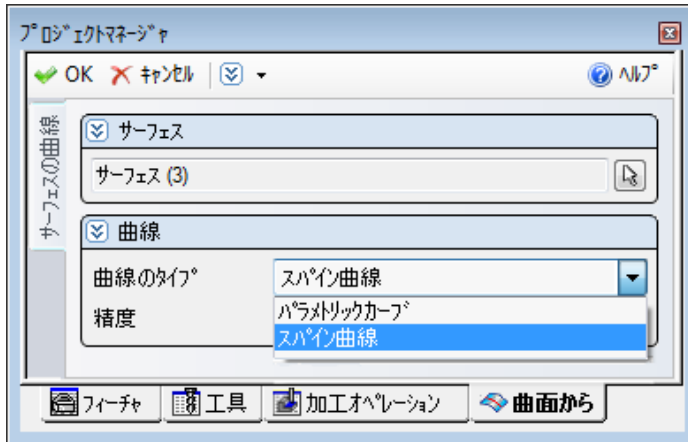 ﾌﾟﾛｼﾞｪｸﾄﾏﾈｰｼﾞｬ
OK ｷｬﾝｾﾙ ﾍﾙﾌﾟ
サーフェスの曲線
サーフェス
サーフェス (3)
曲線
曲線のﾀｲﾌﾟ ｽﾊﾟｲﾝ曲線
精度
ﾊﾟﾗﾒﾄﾘｯｸｶｰﾌﾞ
ｽﾊﾟｲﾝ曲線
ﾌｨｰﾁｬ 工具 加工ｵﾍﾟﾚｰｼｮﾝ 曲面から